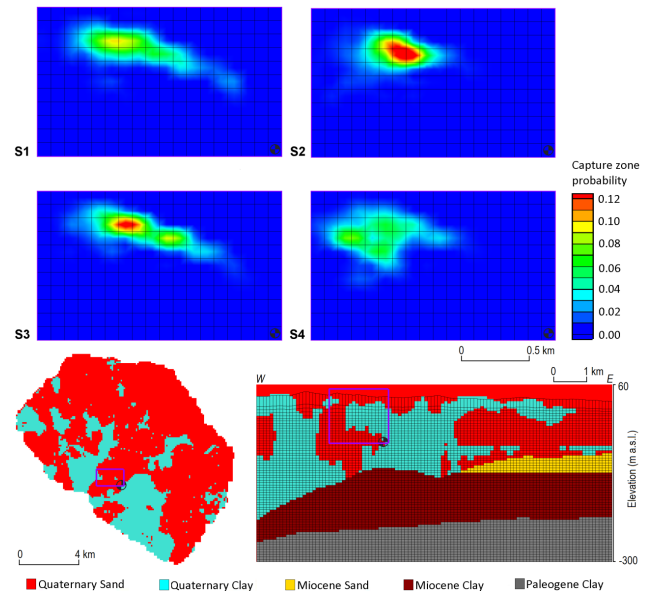 S1
S2
Capture zone
probability
0.12
0.10
0.08
0.06
0.04
0.02
0.00
S3
S4
0 0.5 km
0 1 km
W E
60
Elevation (m a.s.l.)
-300
0 4 km
Quaternary Sand Quaternary Clay Miocene Sand Miocene Clay Paleogene Clay